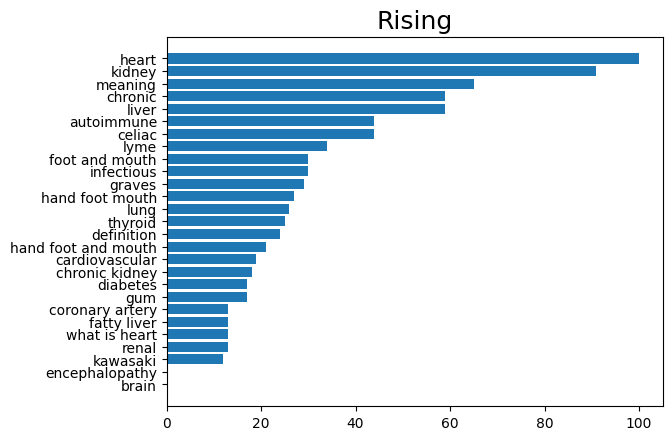 Rising
heart
kidney
meaning
chronic
liver
autoimmune
celiac
lyme
foot and mouth
infectious
graves
hand foot mouth
lung
thyroid
definition
hand foot and mouth
cardiovascular
chronic kidney
diabetes
gum
coronary artery
fatty liver
what is heart
renal
kawasaki
encephalopathy
brain
0 20 40 60 80 100